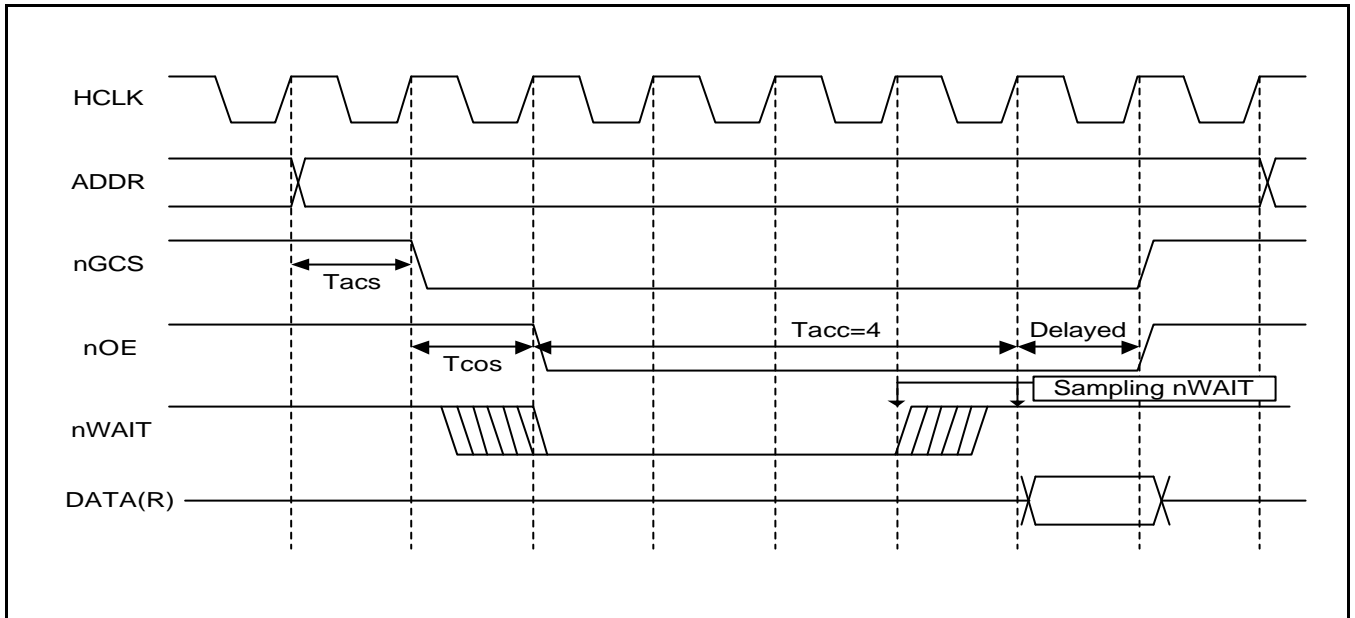 HCLK
ADDR
nGCS
Tacs
nOE
Tcos
Tacc=4
Delayed
Sampling nWAIT
nWAIT
DATA(R)